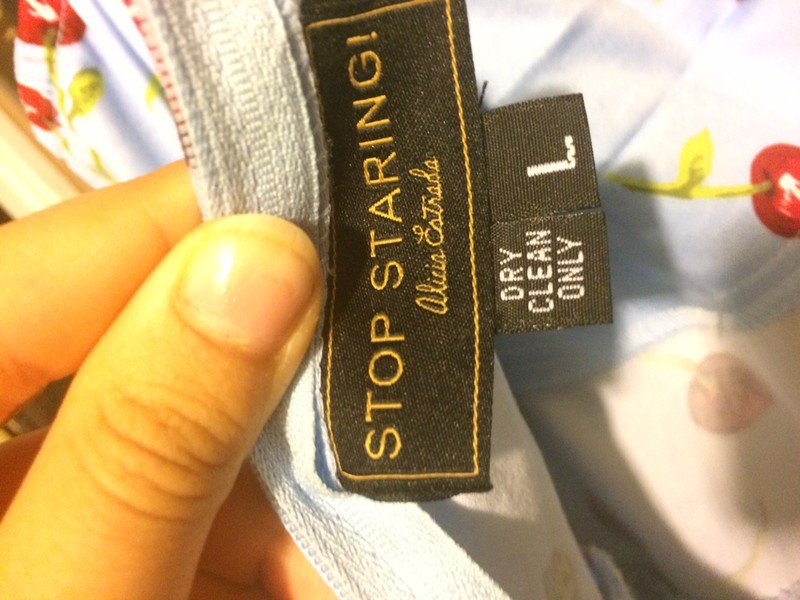 STOP STARING!
Alicia Estrada
L
DRY
CLEAN
ONLY